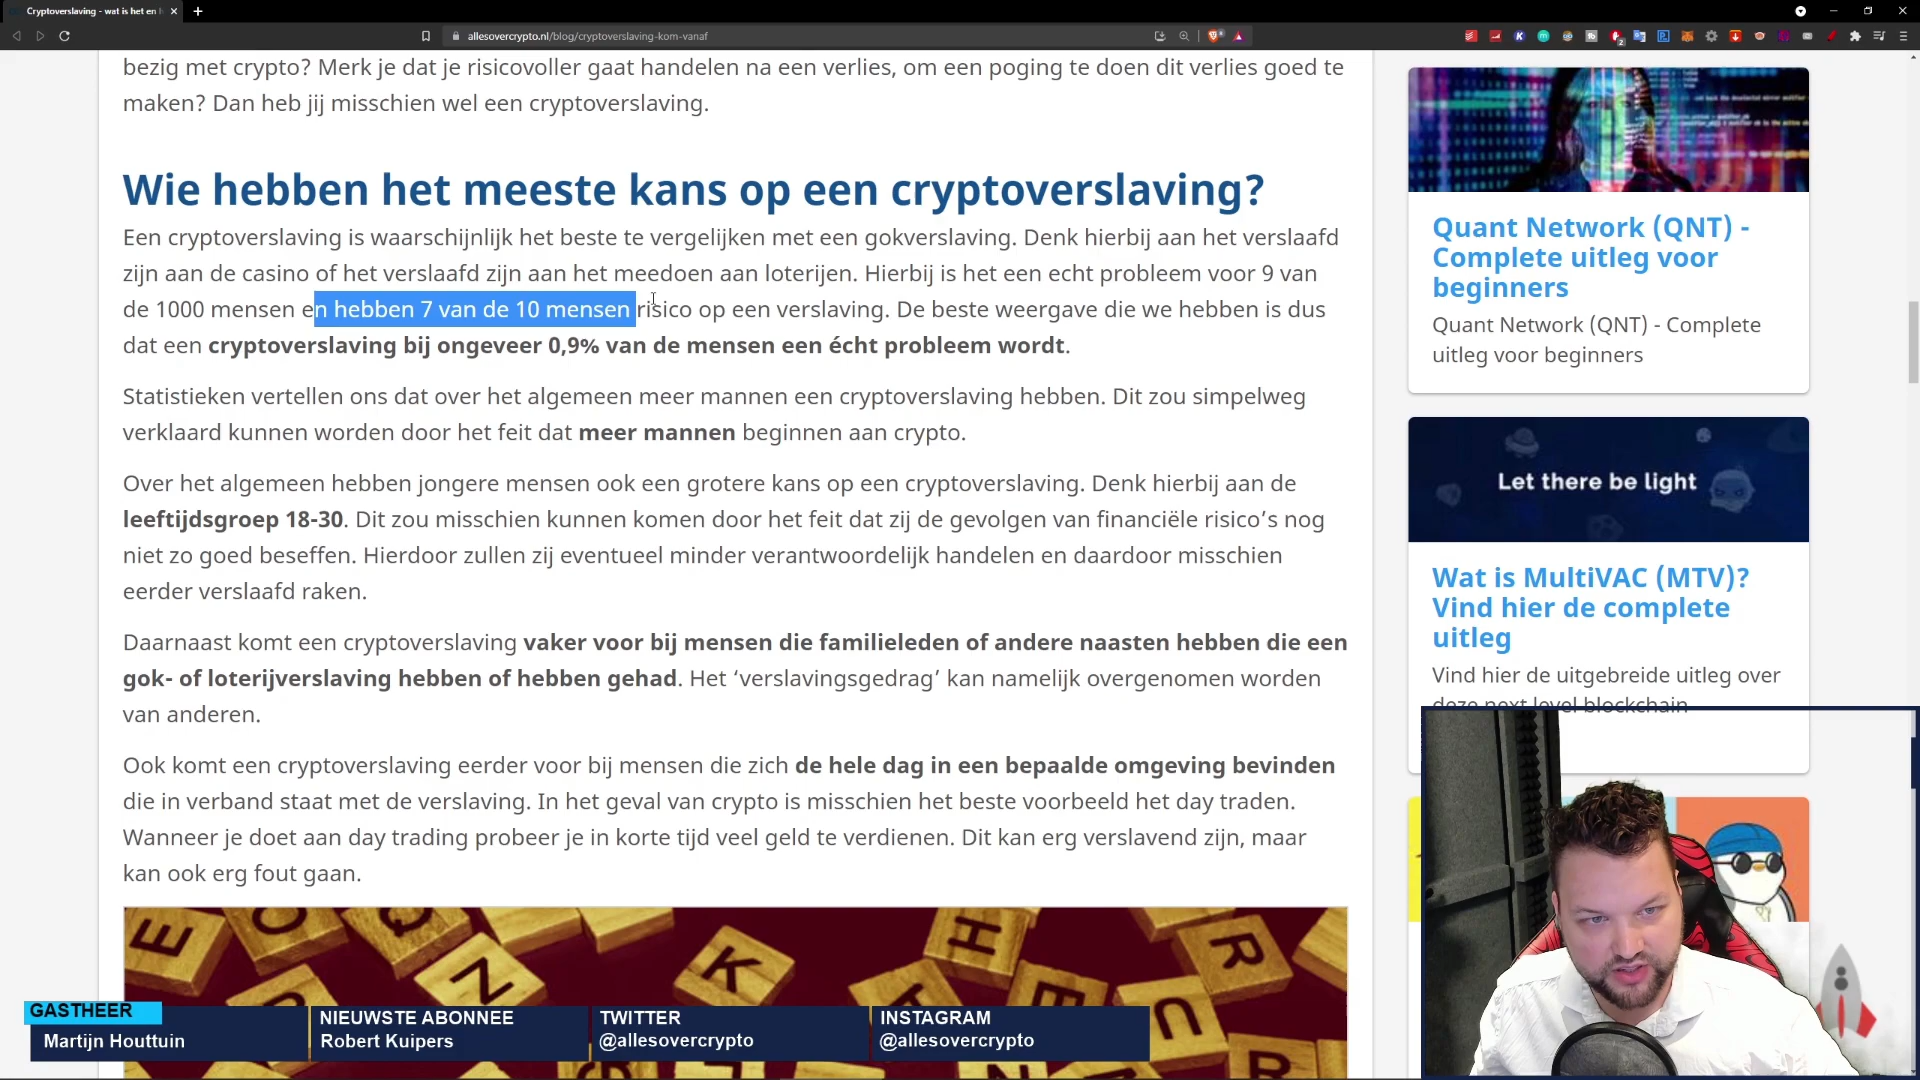 Cryptoverslaving - wat is het en
allesovercrypto.nl/blog/cryptoverslaving-kom-vanaf
bezig met crypto? Merk je dat je risicovoller gaat handelen na een verlies, om een poging te doen dit verlies goed te
maken? Dan heb jij misschien wel een cryptoverslaving.
Wie hebben het meeste kans op een cryptoverslaving?
Een cryptoverslaving is waarschijnlijk het beste te vergelijken met een gokverslaving. Denk hierbij aan het verslaafd
zijn aan de casino of het verslaafd zijn aan het meedoen aan loterijen. Hierbij is het een echt probleem voor 9 van
de 1000 mensen en hebben 7 van de 10 mensen risico op een verslaving. De beste weergave die we hebben is dus
dat een cryptoverslaving bij ongeveer 0,9% van de mensen een écht probleem wordt.
Statistieken vertellen ons dat over het algemeen meer mannen een cryptoverslaving hebben. Dit zou simpelweg
verklaard kunnen worden door het feit dat meer mannen beginnen aan crypto.
Over het algemeen hebben jongere mensen ook een grotere kans op een cryptoverslaving. Denk hierbij aan de
leeftijdsgroep 18-30. Dit zou misschien kunnen komen door het feit dat zij de gevolgen van financiële risico’s nog
niet zo goed beseffen. Hierdoor zullen zij eventueel minder verantwoordelijk handelen en daardoor misschien
eerder verslaafd raken.
Daarnaast komt een cryptoverslaving vaker voor bij mensen die familieleden of andere naasten hebben die een
gok- of loterijverslaving hebben of hebben gehad. Het ‘verslavingsgedrag’ kan namelijk overgenomen worden
van anderen.
Ook komt een cryptoverslaving eerder voor bij mensen die zich de hele dag in een bepaalde omgeving bevinden
die in verband staat met de verslaving. In het geval van crypto is misschien het beste voorbeeld het day traden.
Wanneer je doet aan day trading probeer je in korte tijd veel geld te verdienen. Dit kan erg verslavend zijn, maar
kan ook erg fout gaan.
Quant Network (QNT) -
Complete uitleg voor
beginners
Quant Network (QNT) - Complete
uitleg voor beginners
Let there be light
Wat is MultiVAC (MTV)?
Vind hier de complete
uitleg
Vind hier de uitgebreide uitleg over
deze next level blockchain
GASTHEER
Martijn Houttuin
NIEUWSTE ABONNEE
Robert Kuipers
TWITTER
@allesovercrypto
INSTAGRAM
@allesovercrypto